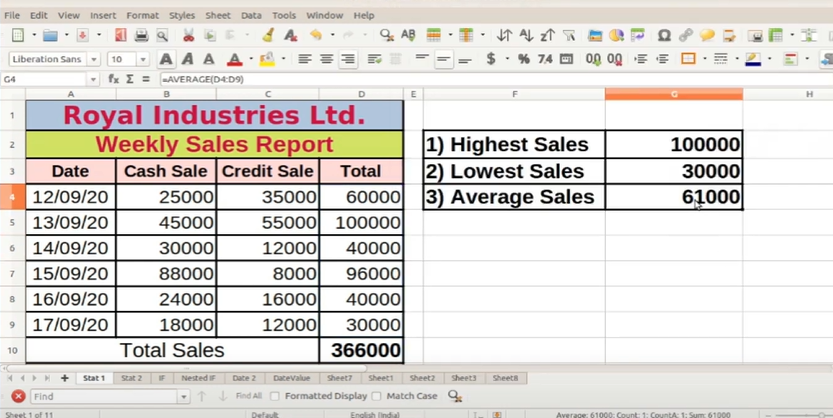 File Edit View Insert Format Styles Sheet Data Tools Window Help
Liberation Sans 10
G4 fx Σ = =AVERAGE(D4:D9)
A B C D E F G H
1 Royal Industries Ltd.
2 Weekly Sales Report 1) Highest Sales 100000
3 Date Cash Sale Credit Sale Total 2) Lowest Sales 30000
4 12/09/20 25000 35000 60000 3) Average Sales 61000
5 13/09/20 45000 55000 100000
6 14/09/20 30000 12000 40000
7 15/09/20 88000 8000 96000
8 16/09/20 24000 16000 40000
9 17/09/20 18000 12000 30000
10 Total Sales 366000
Stat 1 Stat 2 IF Nested IF Date 2 DateValue Sheet7 Sheet1 Sheet2 Sheet3 Sheet8
Find Find All Formatted Display Match Case
Sheet 1 of 11 Default English (India) Average: 61000; Count: 1; CountA: 1; Sum: 61000